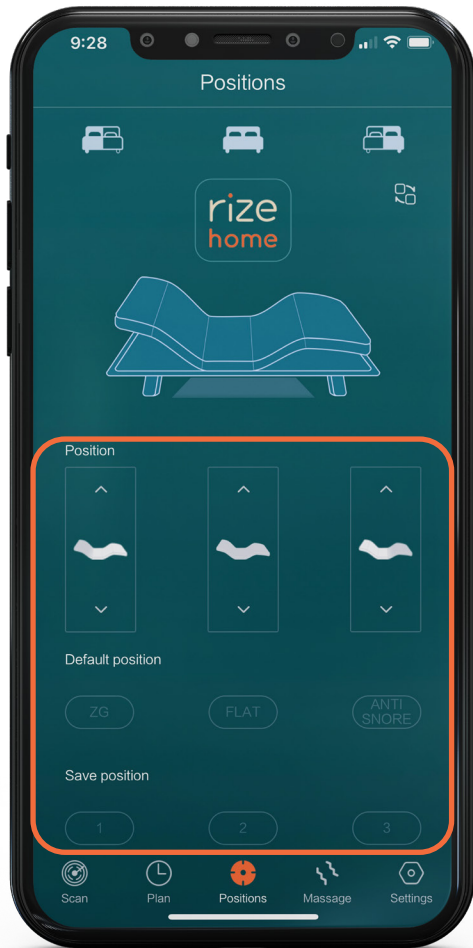 9:28
Positions
rize
home
Position
Default position
ZG
FLAT
ANTI
SNORE
Save position
1
2
3
Scan
Plan
Positions
Massage
Settings